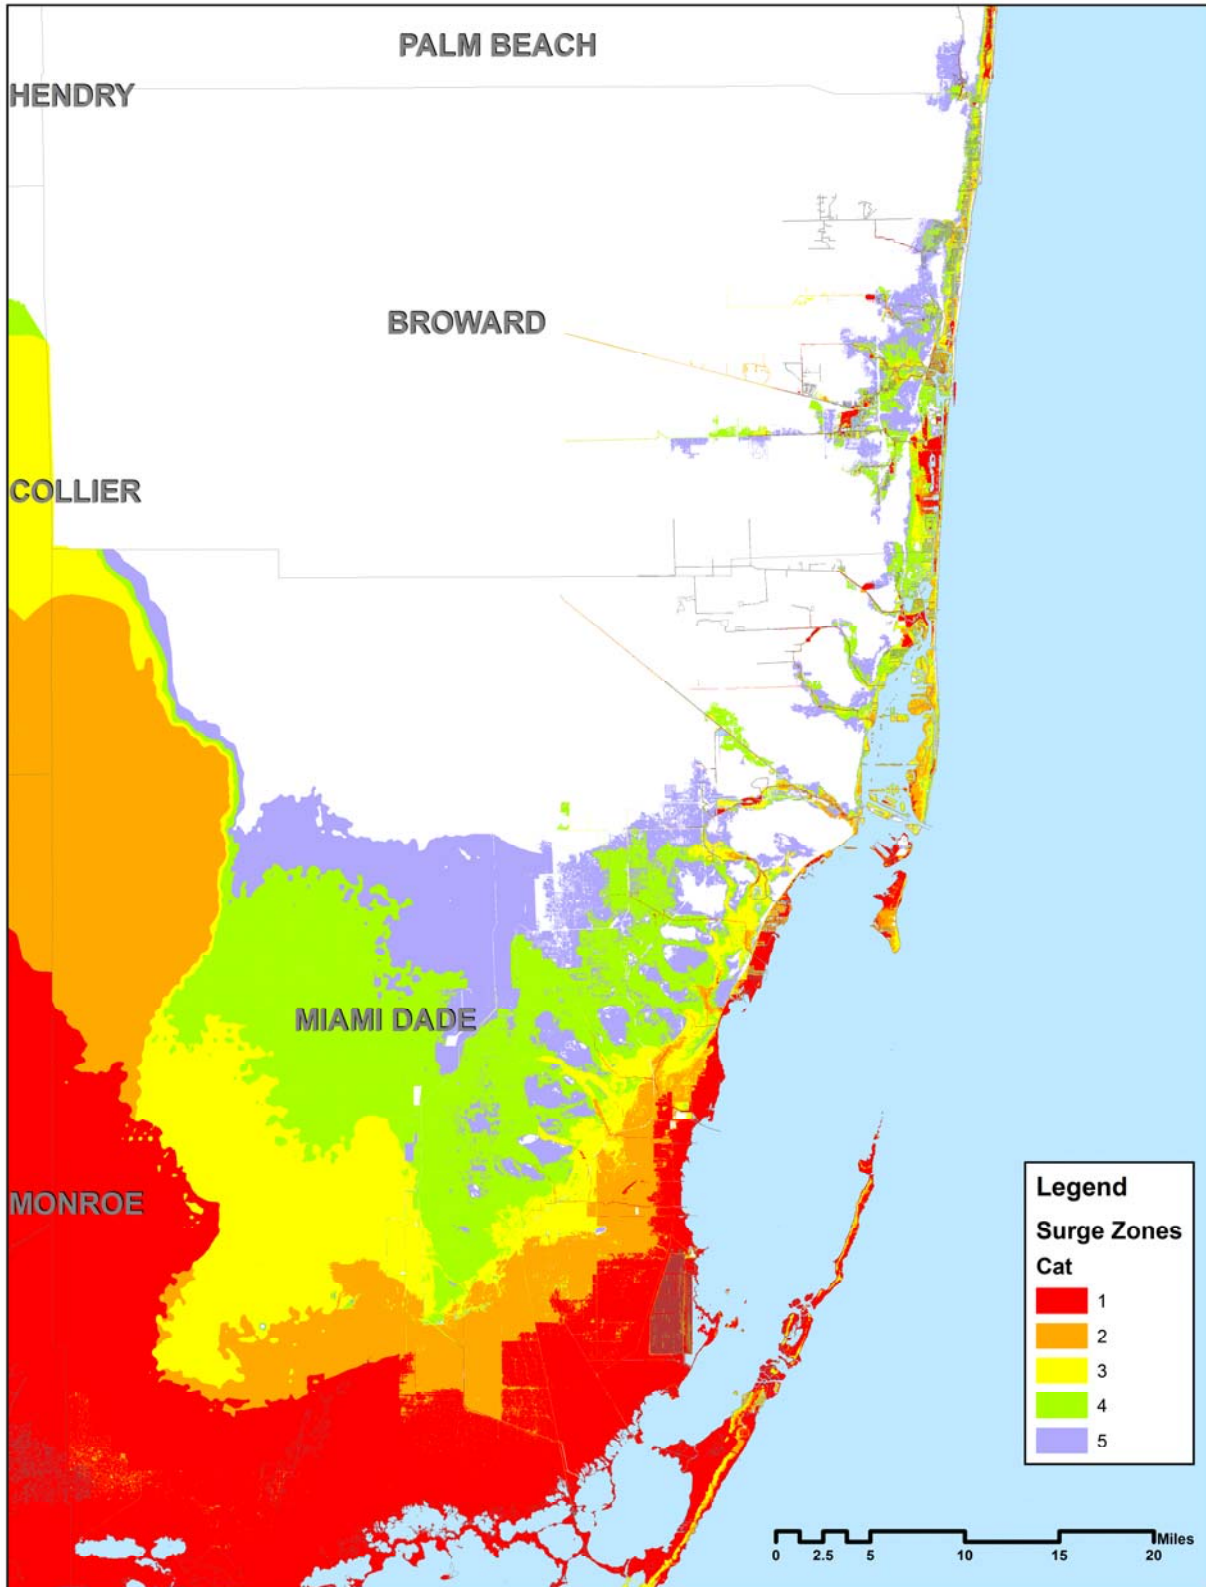 PALM BEACH
HENDRY
BROWARD
COLLIER
MIAMI DADE
MONROE
Legend
Surge Zones
Cat
1
2
3
4
5
0 2.5 5 10 15 20 Miles